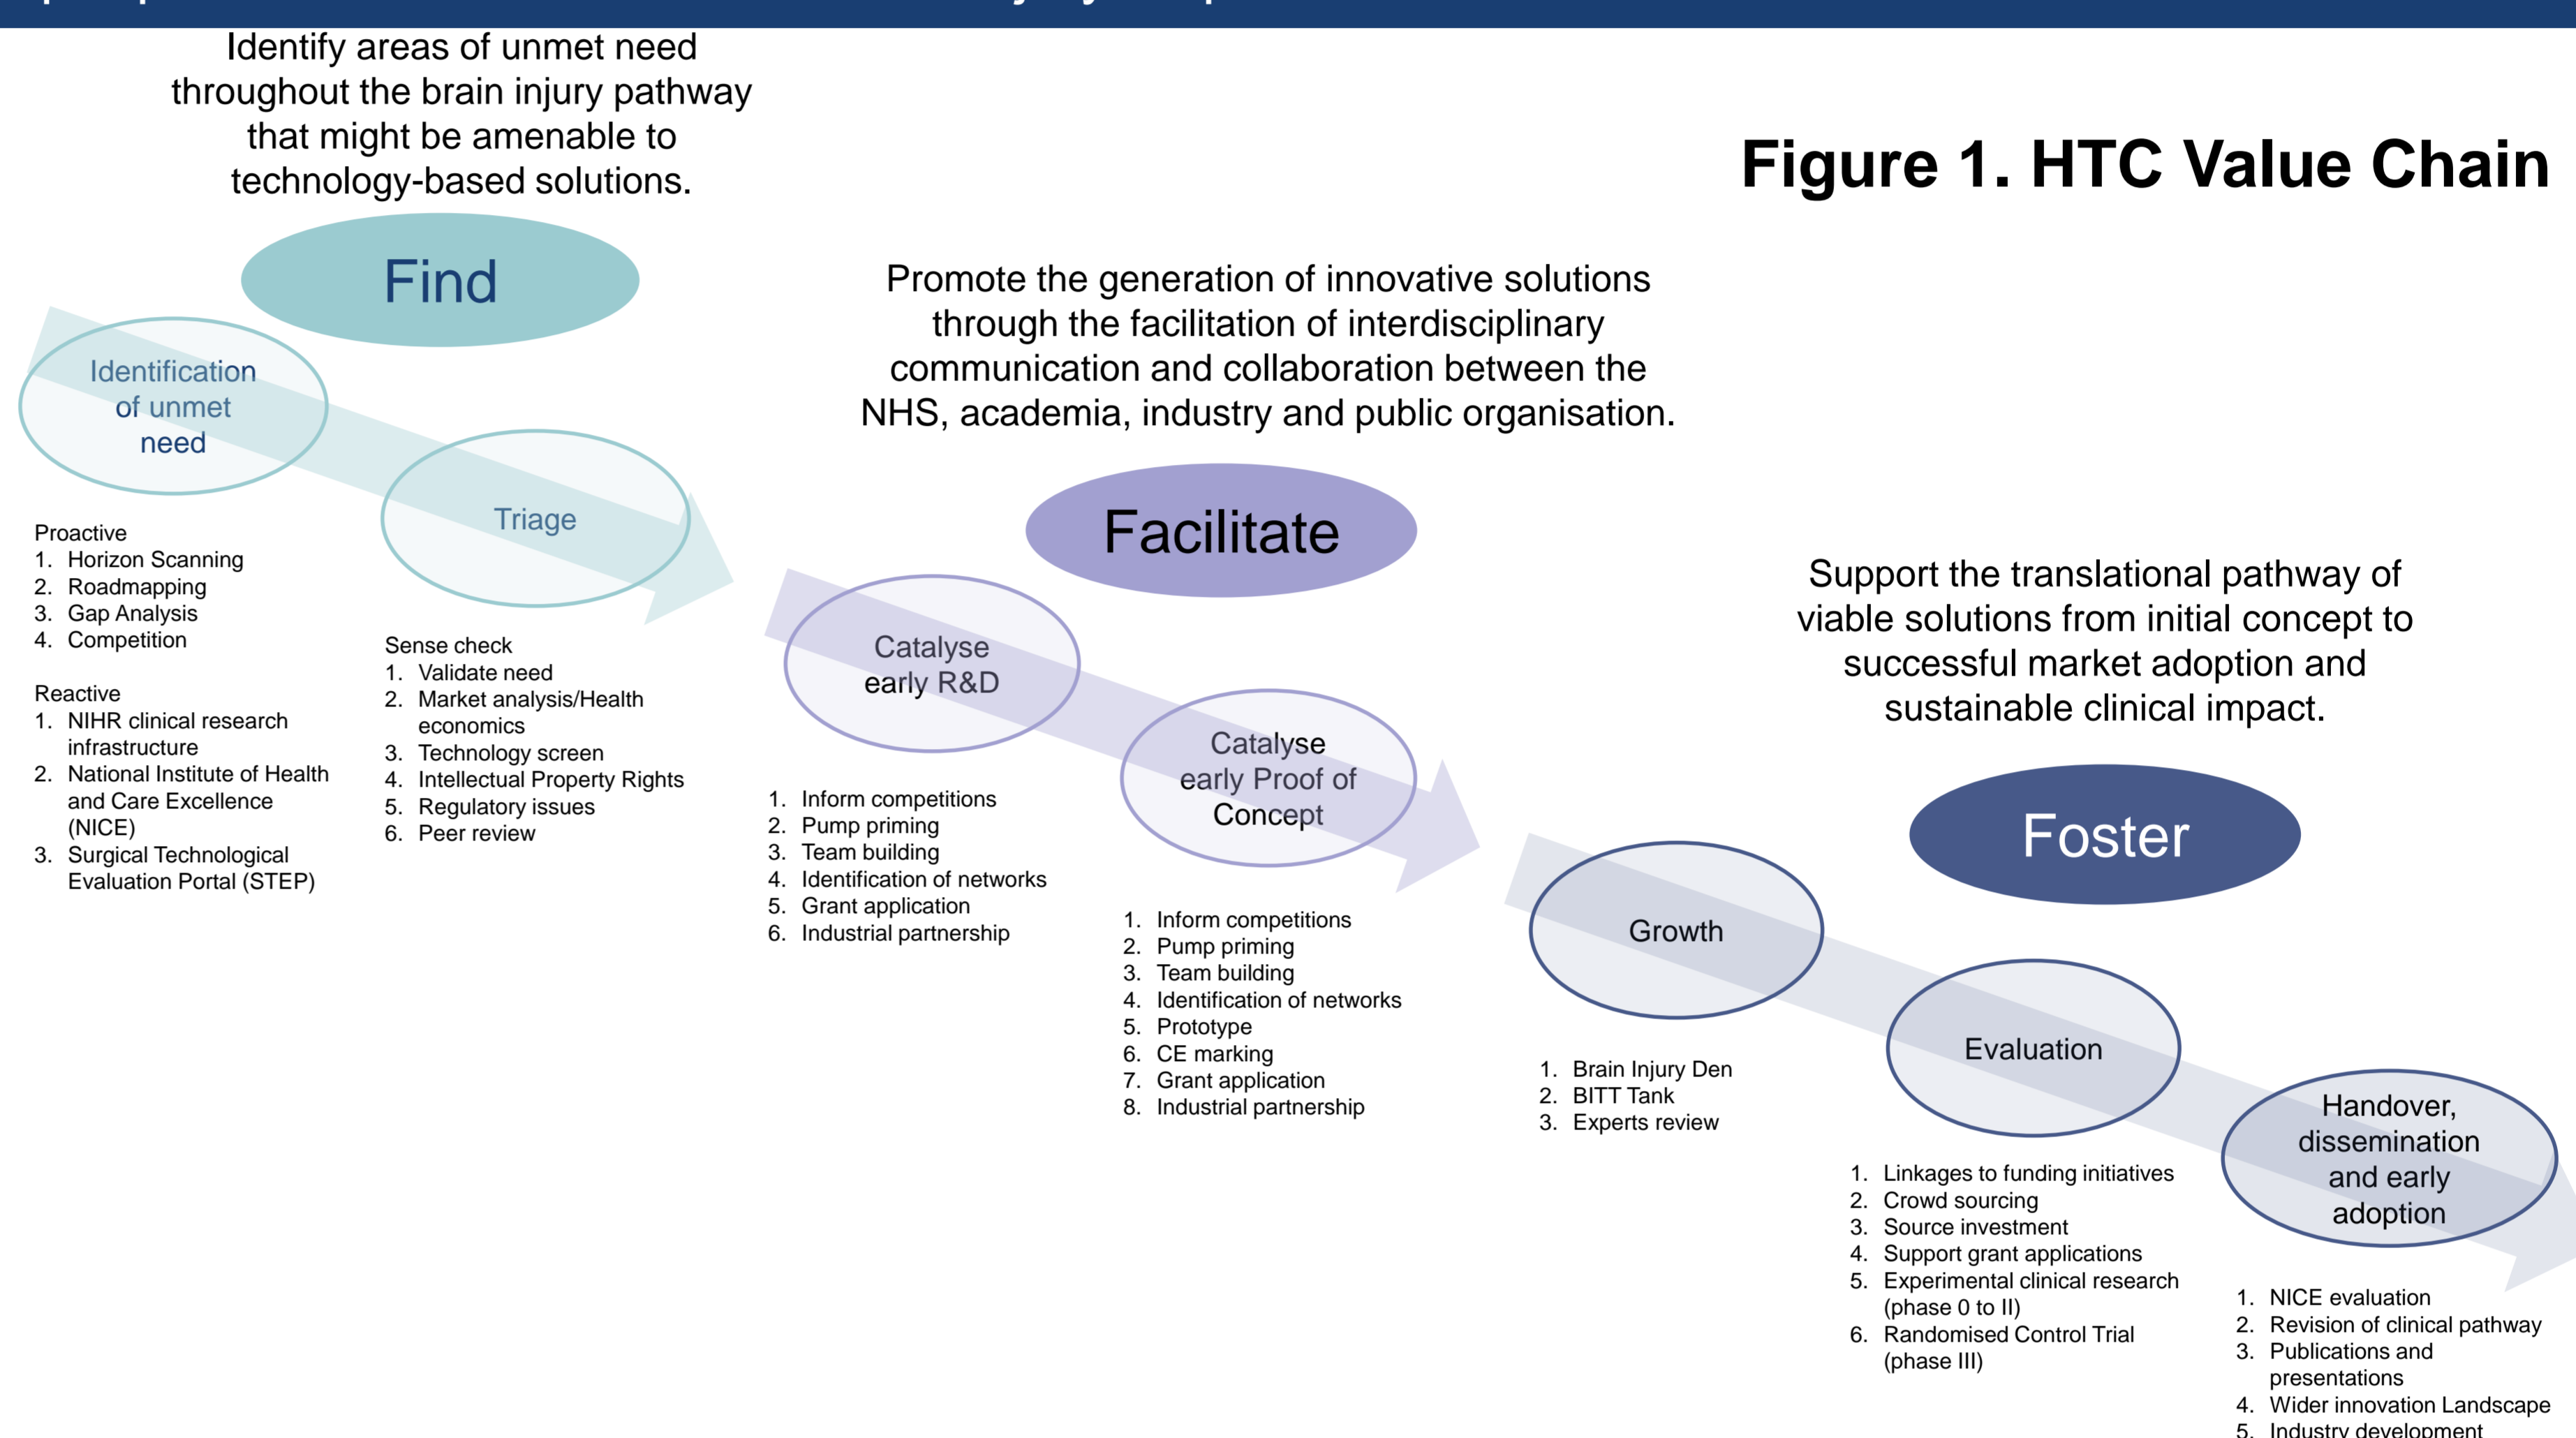 Identify areas of unmet need
throughout the brain injury pathway
that might be amenable to
technology-based solutions.
Figure 1. HTC Value Chain
Find
Identification
of unmet
need
Triage
Proactive
1. Horizon Scanning
2. Roadmapping
3. Gap Analysis
4. Competition
Reactive
1. NIHR clinical research
infrastructure
2. National Institute of Health
and Care Excellence
(NICE)
3. Surgical Technological
Evaluation Portal (STEP)
Sense check
1. Validate need
2. Market analysis/Health
economics
3. Technology screen
4. Intellectual Property Rights
5. Regulatory issues
6. Peer review
Promote the generation of innovative solutions
through the facilitation of interdisciplinary
communication and collaboration between the
NHS, academia, industry and public organisation.
Facilitate
Catalyse
early R&D
Catalyse
early Proof of
Concept
1. Inform competitions
2. Pump priming
3. Team building
4. Identification of networks
5. Grant application
6. Industrial partnership
1. Inform competitions
2. Pump priming
3. Team building
4. Identification of networks
5. Prototype
6. CE marking
7. Grant application
8. Industrial partnership
Support the translational pathway of
viable solutions from initial concept to
successful market adoption and
sustainable clinical impact.
Foster
Growth
Evaluation
Handover,
dissemination
and early
adoption
1. Brain Injury Den
2. BITT Tank
3. Experts review
1. Linkages to funding initiatives
2. Crowd sourcing
3. Source investment
4. Support grant applications
5. Experimental clinical research
(phase 0 to II)
6. Randomised Control Trial
(phase III)
1. NICE evaluation
2. Revision of clinical pathway
3. Publications and
presentations
4. Wider innovation Landscape
5. Industry development